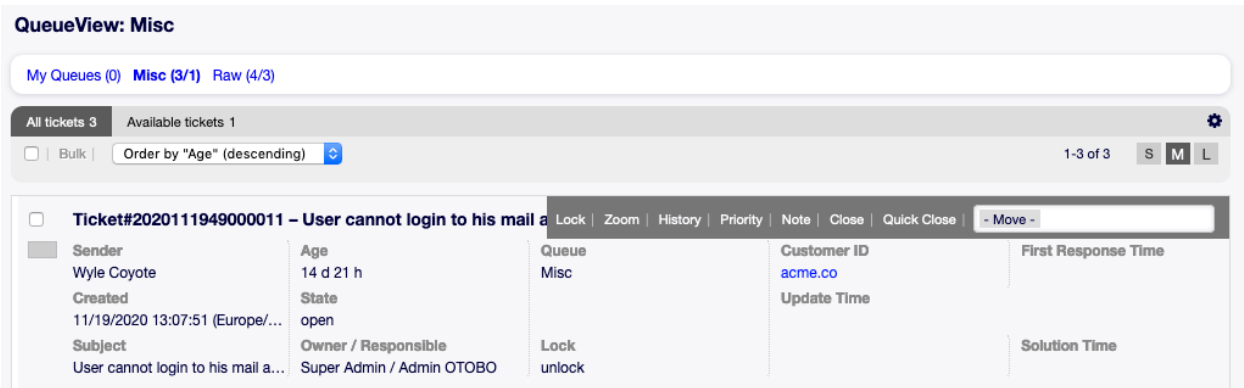 QueueView: Misc
My Queues (0) Misc (3/1) Raw (4/3)
All tickets 3 Available tickets 1
| Bulk | Order by "Age" (descending) 1-3 of 3 S M L
Ticket#2020111949000011 – User cannot login to his mail a Lock | Zoom | History | Priority | Note | Close | Quick Close | - Move -
Sender Age Queue Customer ID First Response Time
Wyle Coyote 14 d 21 h Misc acme.co
Created State Update Time
11/19/2020 13:07:51 (Europe/... open
Subject Owner / Responsible Lock Solution Time
User cannot login to his mail a... Super Admin / Admin OTOBO unlock